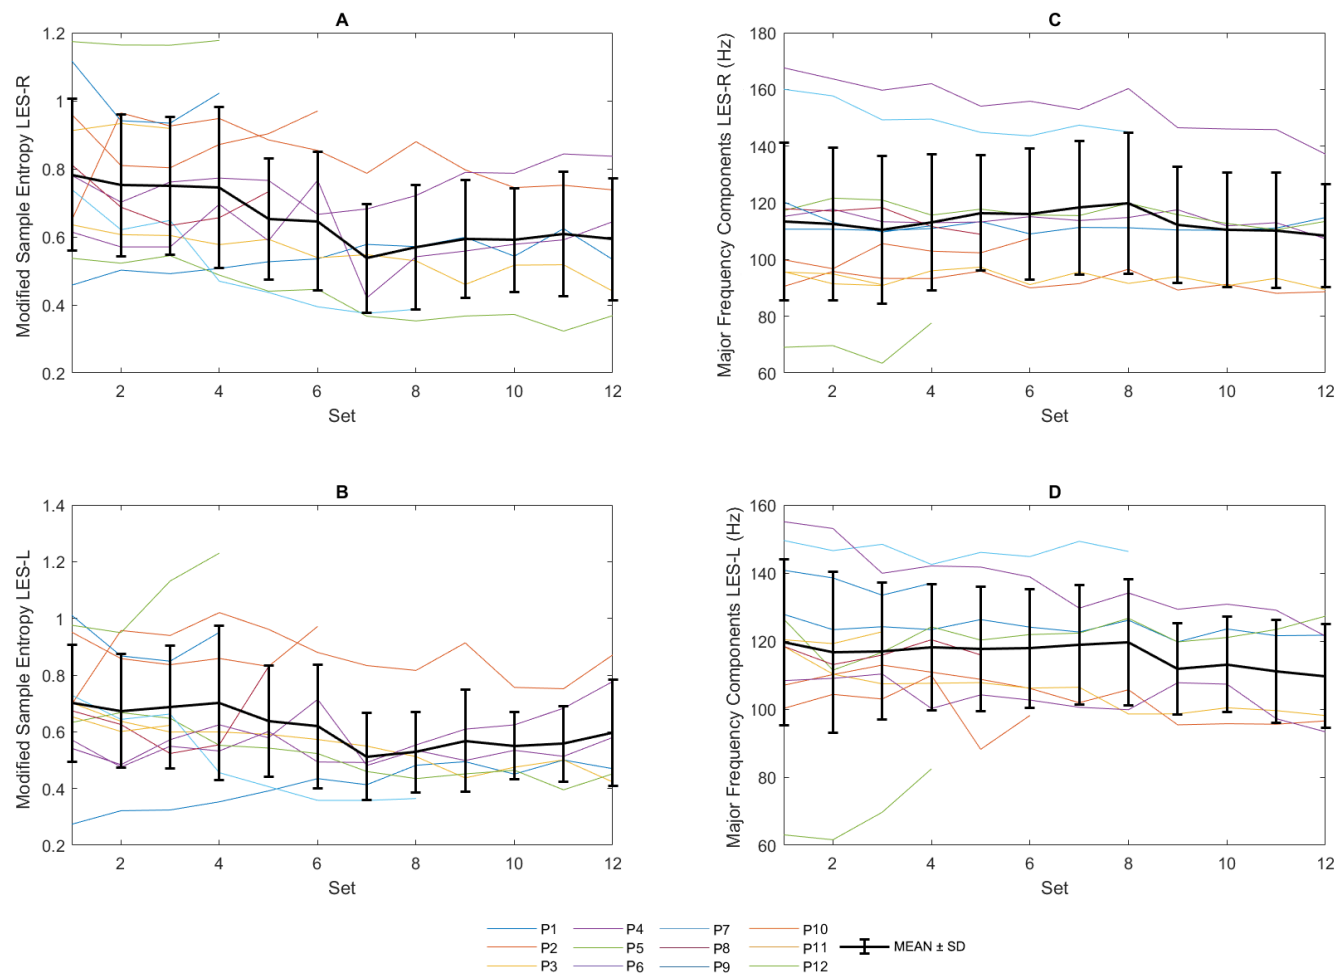 A
Modified Sample Entropy LES-R
1.2
1
0.8
0.6
0.4
0.2
2 4 6 8 10 12
Set
C
Major Frequency Components LES-R (Hz)
180
160
140
120
100
80
60
2 4 6 8 10 12
Set
B
Modified Sample Entropy LES-L
1.4
1.2
1
0.8
0.6
0.4
0.2
2 4 6 8 10 12
Set
D
Major Frequency Components LES-L (Hz)
160
140
120
100
80
60
2 4 6 8 10 12
Set
P1 P4 P7 P10
P2 P5 P8 P11 MEAN ± SD
P3 P6 P9 P12